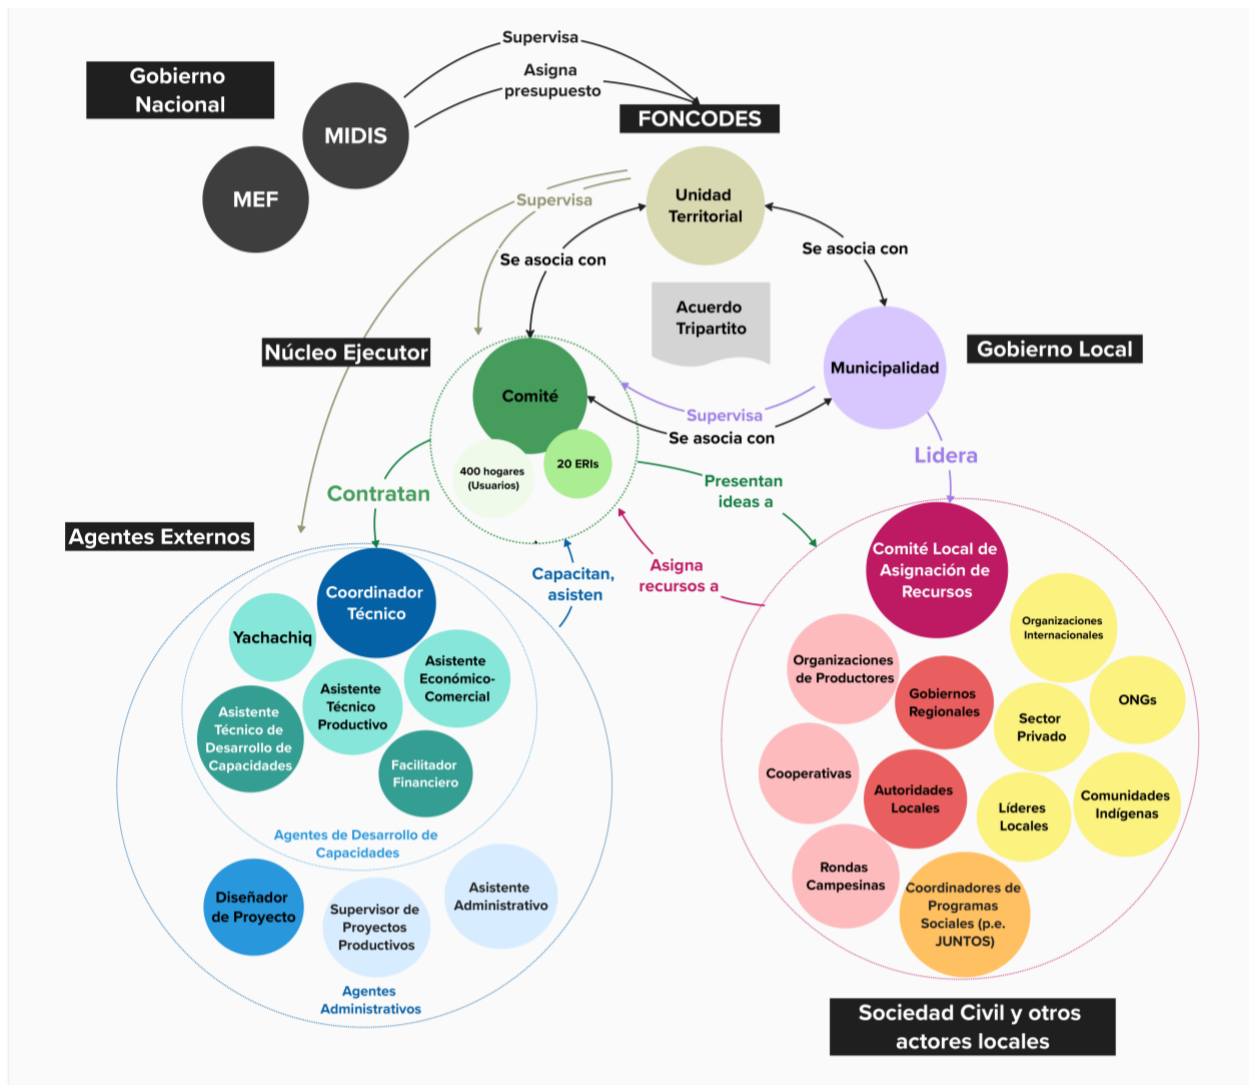 Supervisa
Gobierno
Nacional
Asigna
presupuesto
MIDIS
MEF
FONCODES
Unidad
Territorial
Supervisa
Se asocia con
Se asocia con
Acuerdo
Tripartito
Núcleo Ejecutor
Gobierno Local
Municipalidad
Comité
Supervisa
Se asocia con
400 hogares
(Usuarios)
20 ERIs
Lidera
Contratan
Presentan
ideas a
Agentes Externos
Capacitan,
asisten
Asigna
recursos a
Comité Local de
Asignación de
Recursos
Coordinador
Técnico
Yachachiq
Asistente
Económico-
Comercial
Asistente
Técnico
Productivo
Asistente
Técnico de
Desarrollo de
Capacidades
Facilitador
Financiero
Agentes de Desarrollo de
Capacidades
Diseñador
de Proyecto
Supervisor de
Proyectos
Productivos
Asistente
Administrativo
Agentes
Administrativos
Organizaciones
Internacionales
Organizaciones
de Productores
Gobiernos
Regionales
ONGs
Sector
Privado
Cooperativas
Autoridades
Locales
Líderes
Locales
Comunidades
Indígenas
Rondas
Campesinas
Coordinadores de
Programas
Sociales (p.e.
JUNTOS)
Sociedad Civil y otros
actores locales